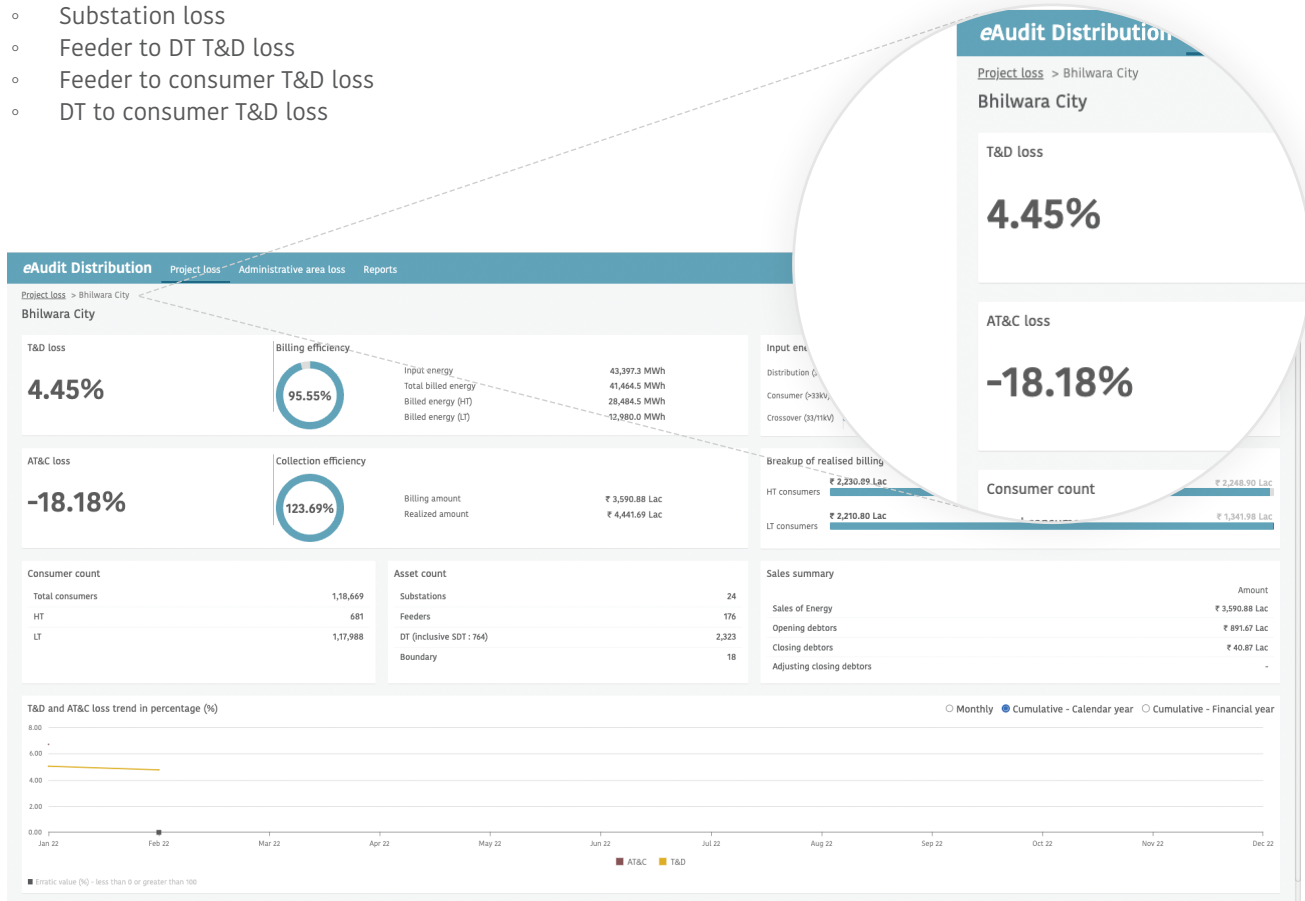 ◦ Substation loss
◦ Feeder to DT T&D loss
◦ Feeder to consumer T&D loss
◦ DT to consumer T&D loss
eAudit Distribution
Project loss > Bhilwara City
Bhilwara City
T&D loss
4.45%
AT&C loss
-18.18%
Consumer count
eAudit Distribution Project loss Administrative area loss Reports
Project loss > Bhilwara City
Bhilwara City
T&D loss
4.45%
Billing efficiency
95.55%
Input energy 43,397.3 MWh
Total billed energy 41,464.5 MWh
Billed energy (HT) 28,484.5 MWh
Billed energy (LT) 12,980.0 MWh
Input
Distribution
Consumer (>33kV)
Crossover (33/11kV)
AT&C loss
-18.18%
Collection efficiency
123.69%
Billing amount ₹ 3,590.88 Lac
Realized amount ₹ 4,441.69 Lac
Breakup of realised billing
HT consumers ₹ 2,230.89 Lac ₹ 2,248.90 Lac
LT consumers ₹ 2,210.80 Lac ₹ 1,341.98 Lac
Consumer count
Total consumers 1,18,669
HT 681
LT 1,17,988
Asset count
Substations 24
Feeders 176
DT (inclusive SDT : 764) 2,323
Boundary 18
Sales summary
Amount
Sales of Energy ₹ 3,590.88 Lac
Opening debtors ₹ 891.67 Lac
Closing debtors ₹ 40.87 Lac
Adjusting closing debtors -
T&D and AT&C loss trend in percentage (%)
Monthly Cumulative - Calendar year Cumulative - Financial year
8.00
6.00
4.00
2.00
0.00
Jan 22 Feb 22 Mar 22 Apr 22 May 22 Jun 22 Jul 22 Aug 22 Sep 22 Oct 22 Nov 22 Dec 22
AT&C T&D
Erratic value (%) - less than 0 or greater than 100